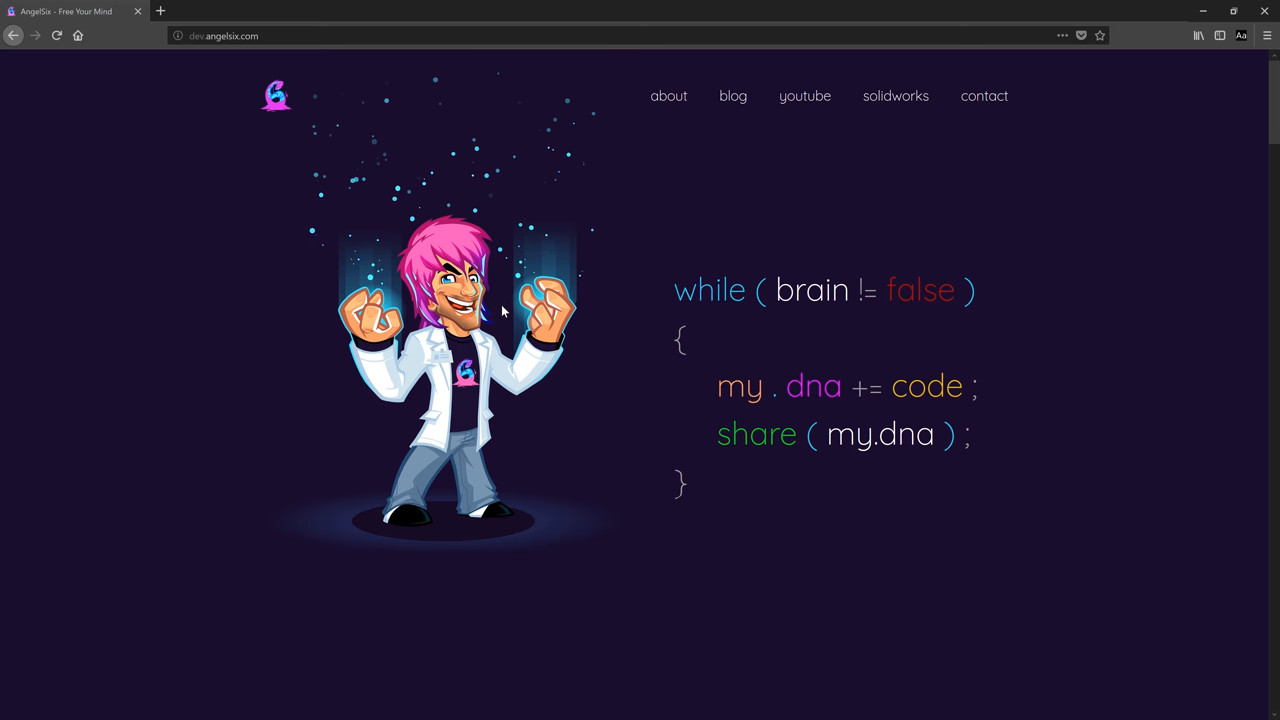 AngelSix - Free Your Mind
dev.angelsix.com
Aa
about blog youtube solidworks contact
while ( brain != false )
{
my . dna += code ;
share ( my.dna ) ;
}